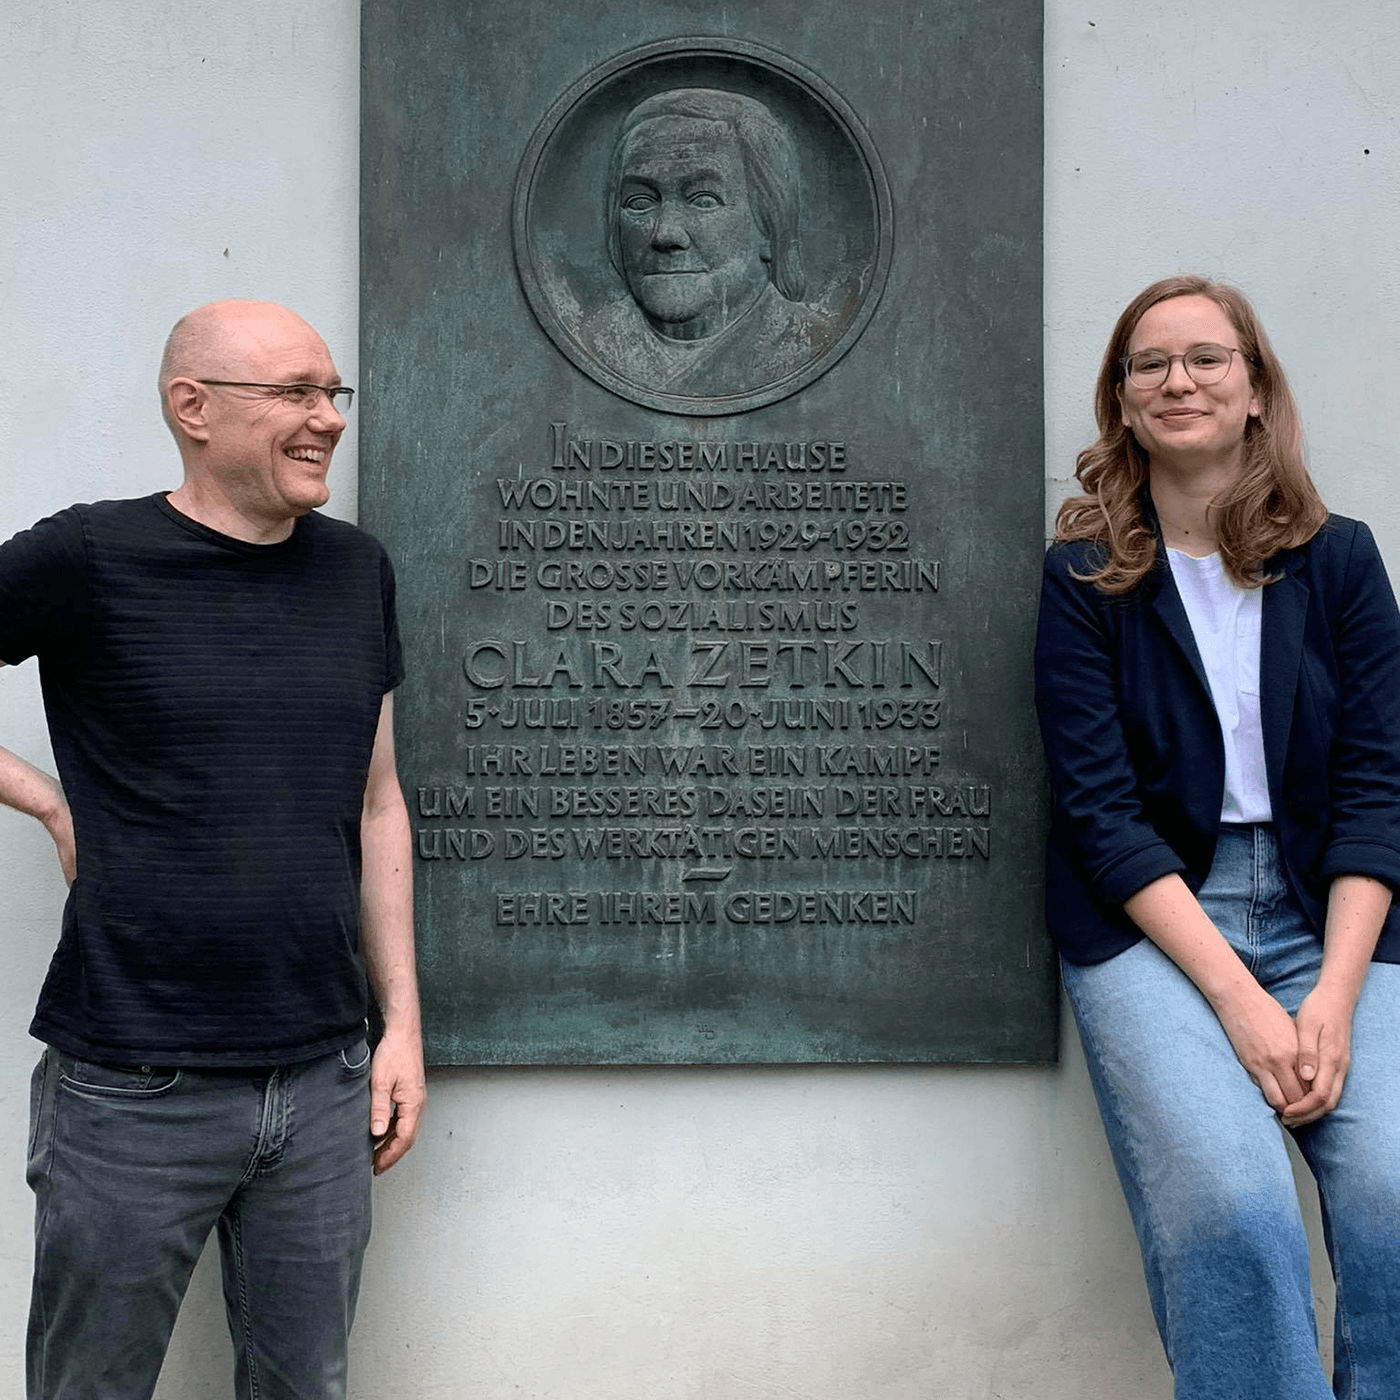 IN DIESEM HAUSE
WOHNTE UND ARBEITETE
IN DEN JAHREN 1929-1932
DIE GROSSE VORKÄMPFERIN
DES SOZIALISMUS
CLARA ZETKIN
5·JULI 1857–20·JUNI 1933
IHR LEBEN WAR EIN KAMPF
UM EIN BESSERES DASEIN DER FRAU
UND DES WERKTÄTIGEN MENSCHEN
–
EHRE IHREM GEDENKEN